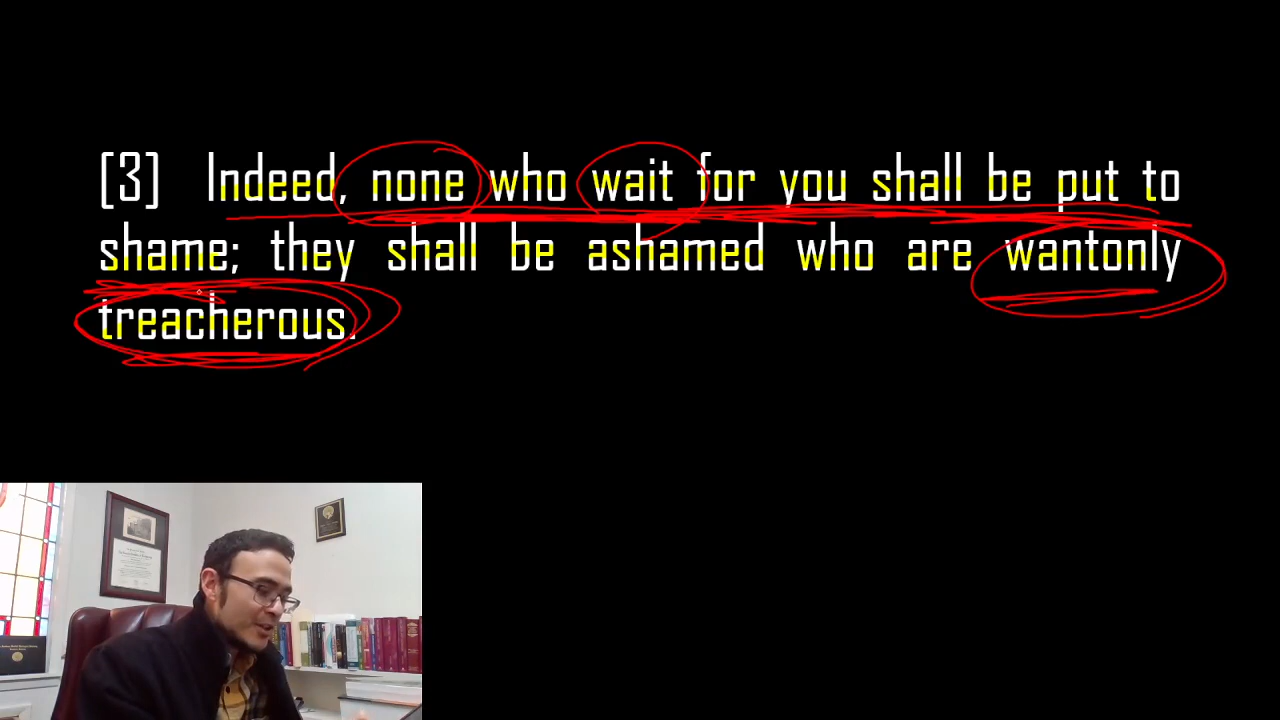 [3] Indeed, none who wait for you shall be put to
shame; they shall be ashamed who are wantonly
treacherous.